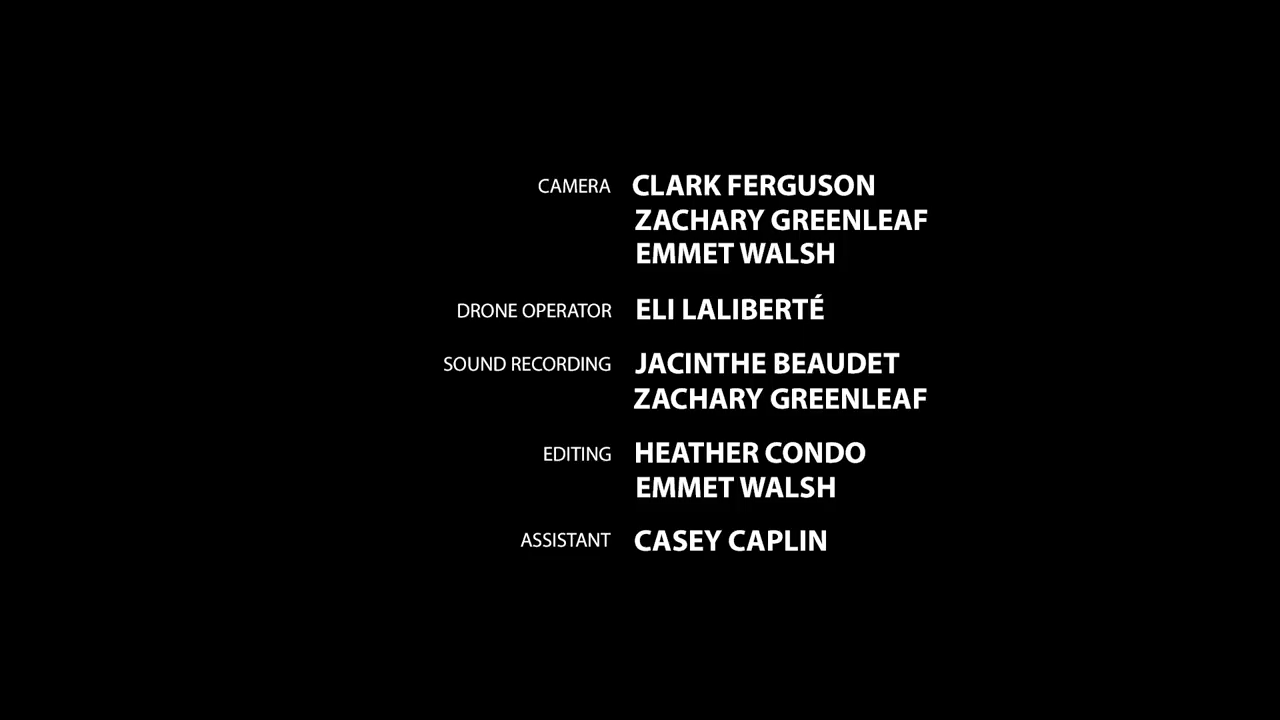 CAMERA CLARK FERGUSON
ZACHARY GREENLEAF
EMMET WALSH
DRONE OPERATOR ELI LALIBERTÉ
SOUND RECORDING JACINTHE BEAUDET
ZACHARY GREENLEAF
EDITING HEATHER CONDO
EMMET WALSH
ASSISTANT CASEY CAPLIN